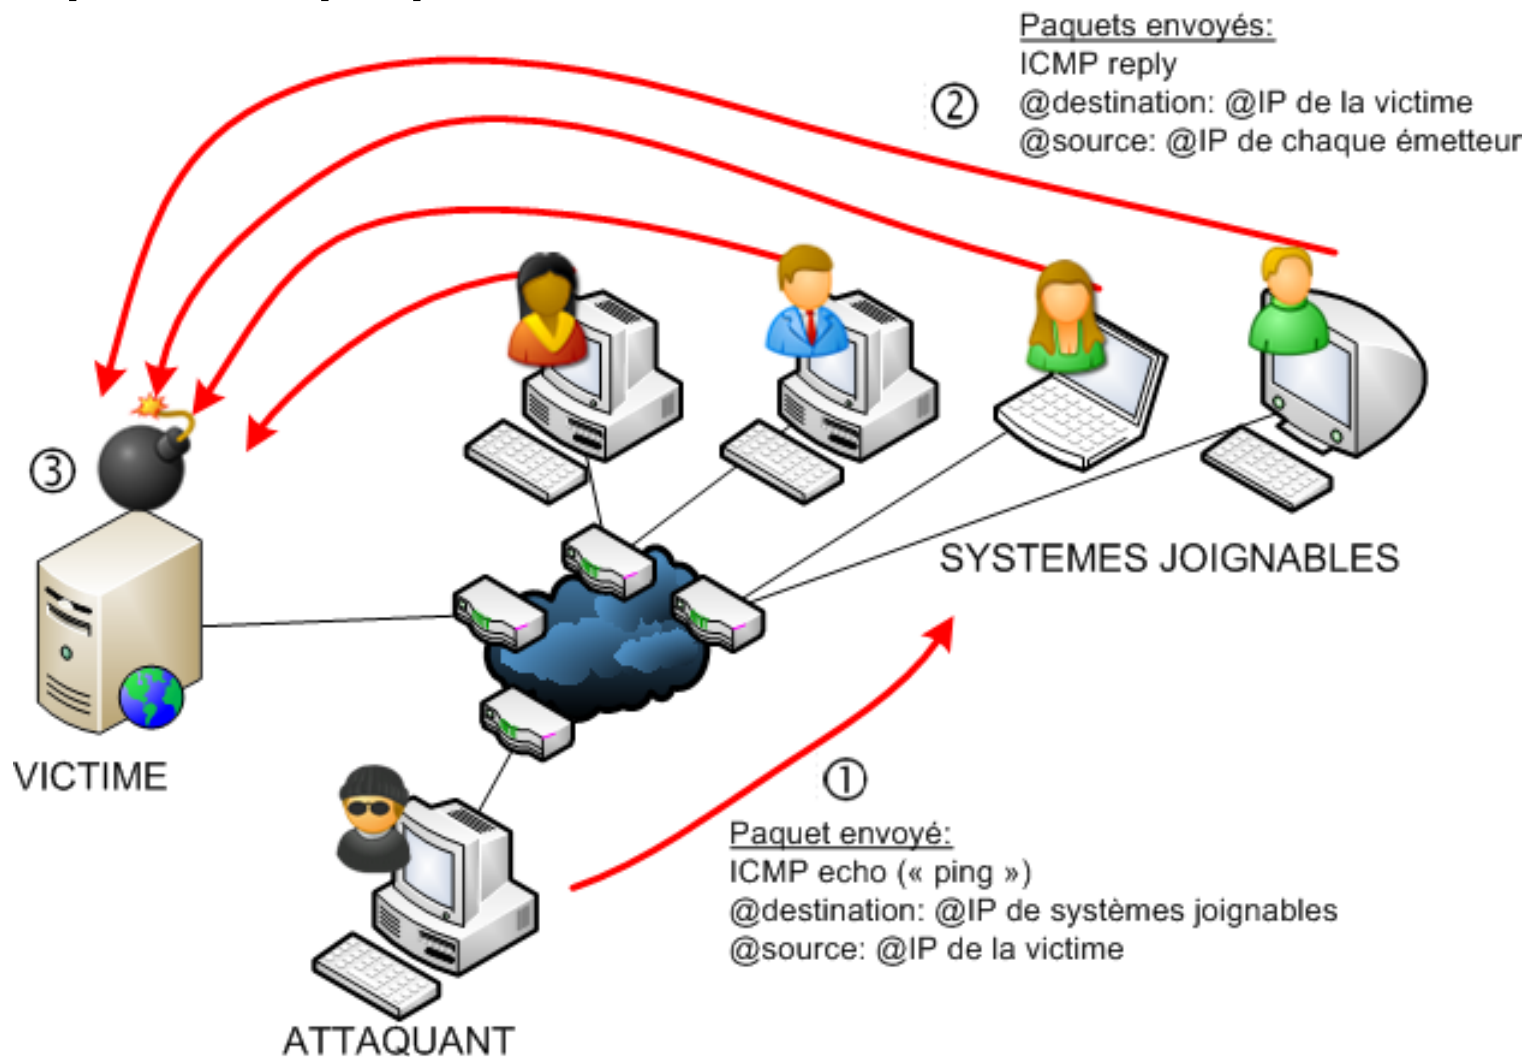 Paquets envoyés:
ICMP reply
@destination: @IP de la victime
@source: @IP de chaque émetteur
②
③
SYSTEMES JOIGNABLES
VICTIME
①
Paquet envoyé:
ICMP echo (« ping »)
@destination: @IP de systèmes joignables
@source: @IP de la victime
ATTAQUANT